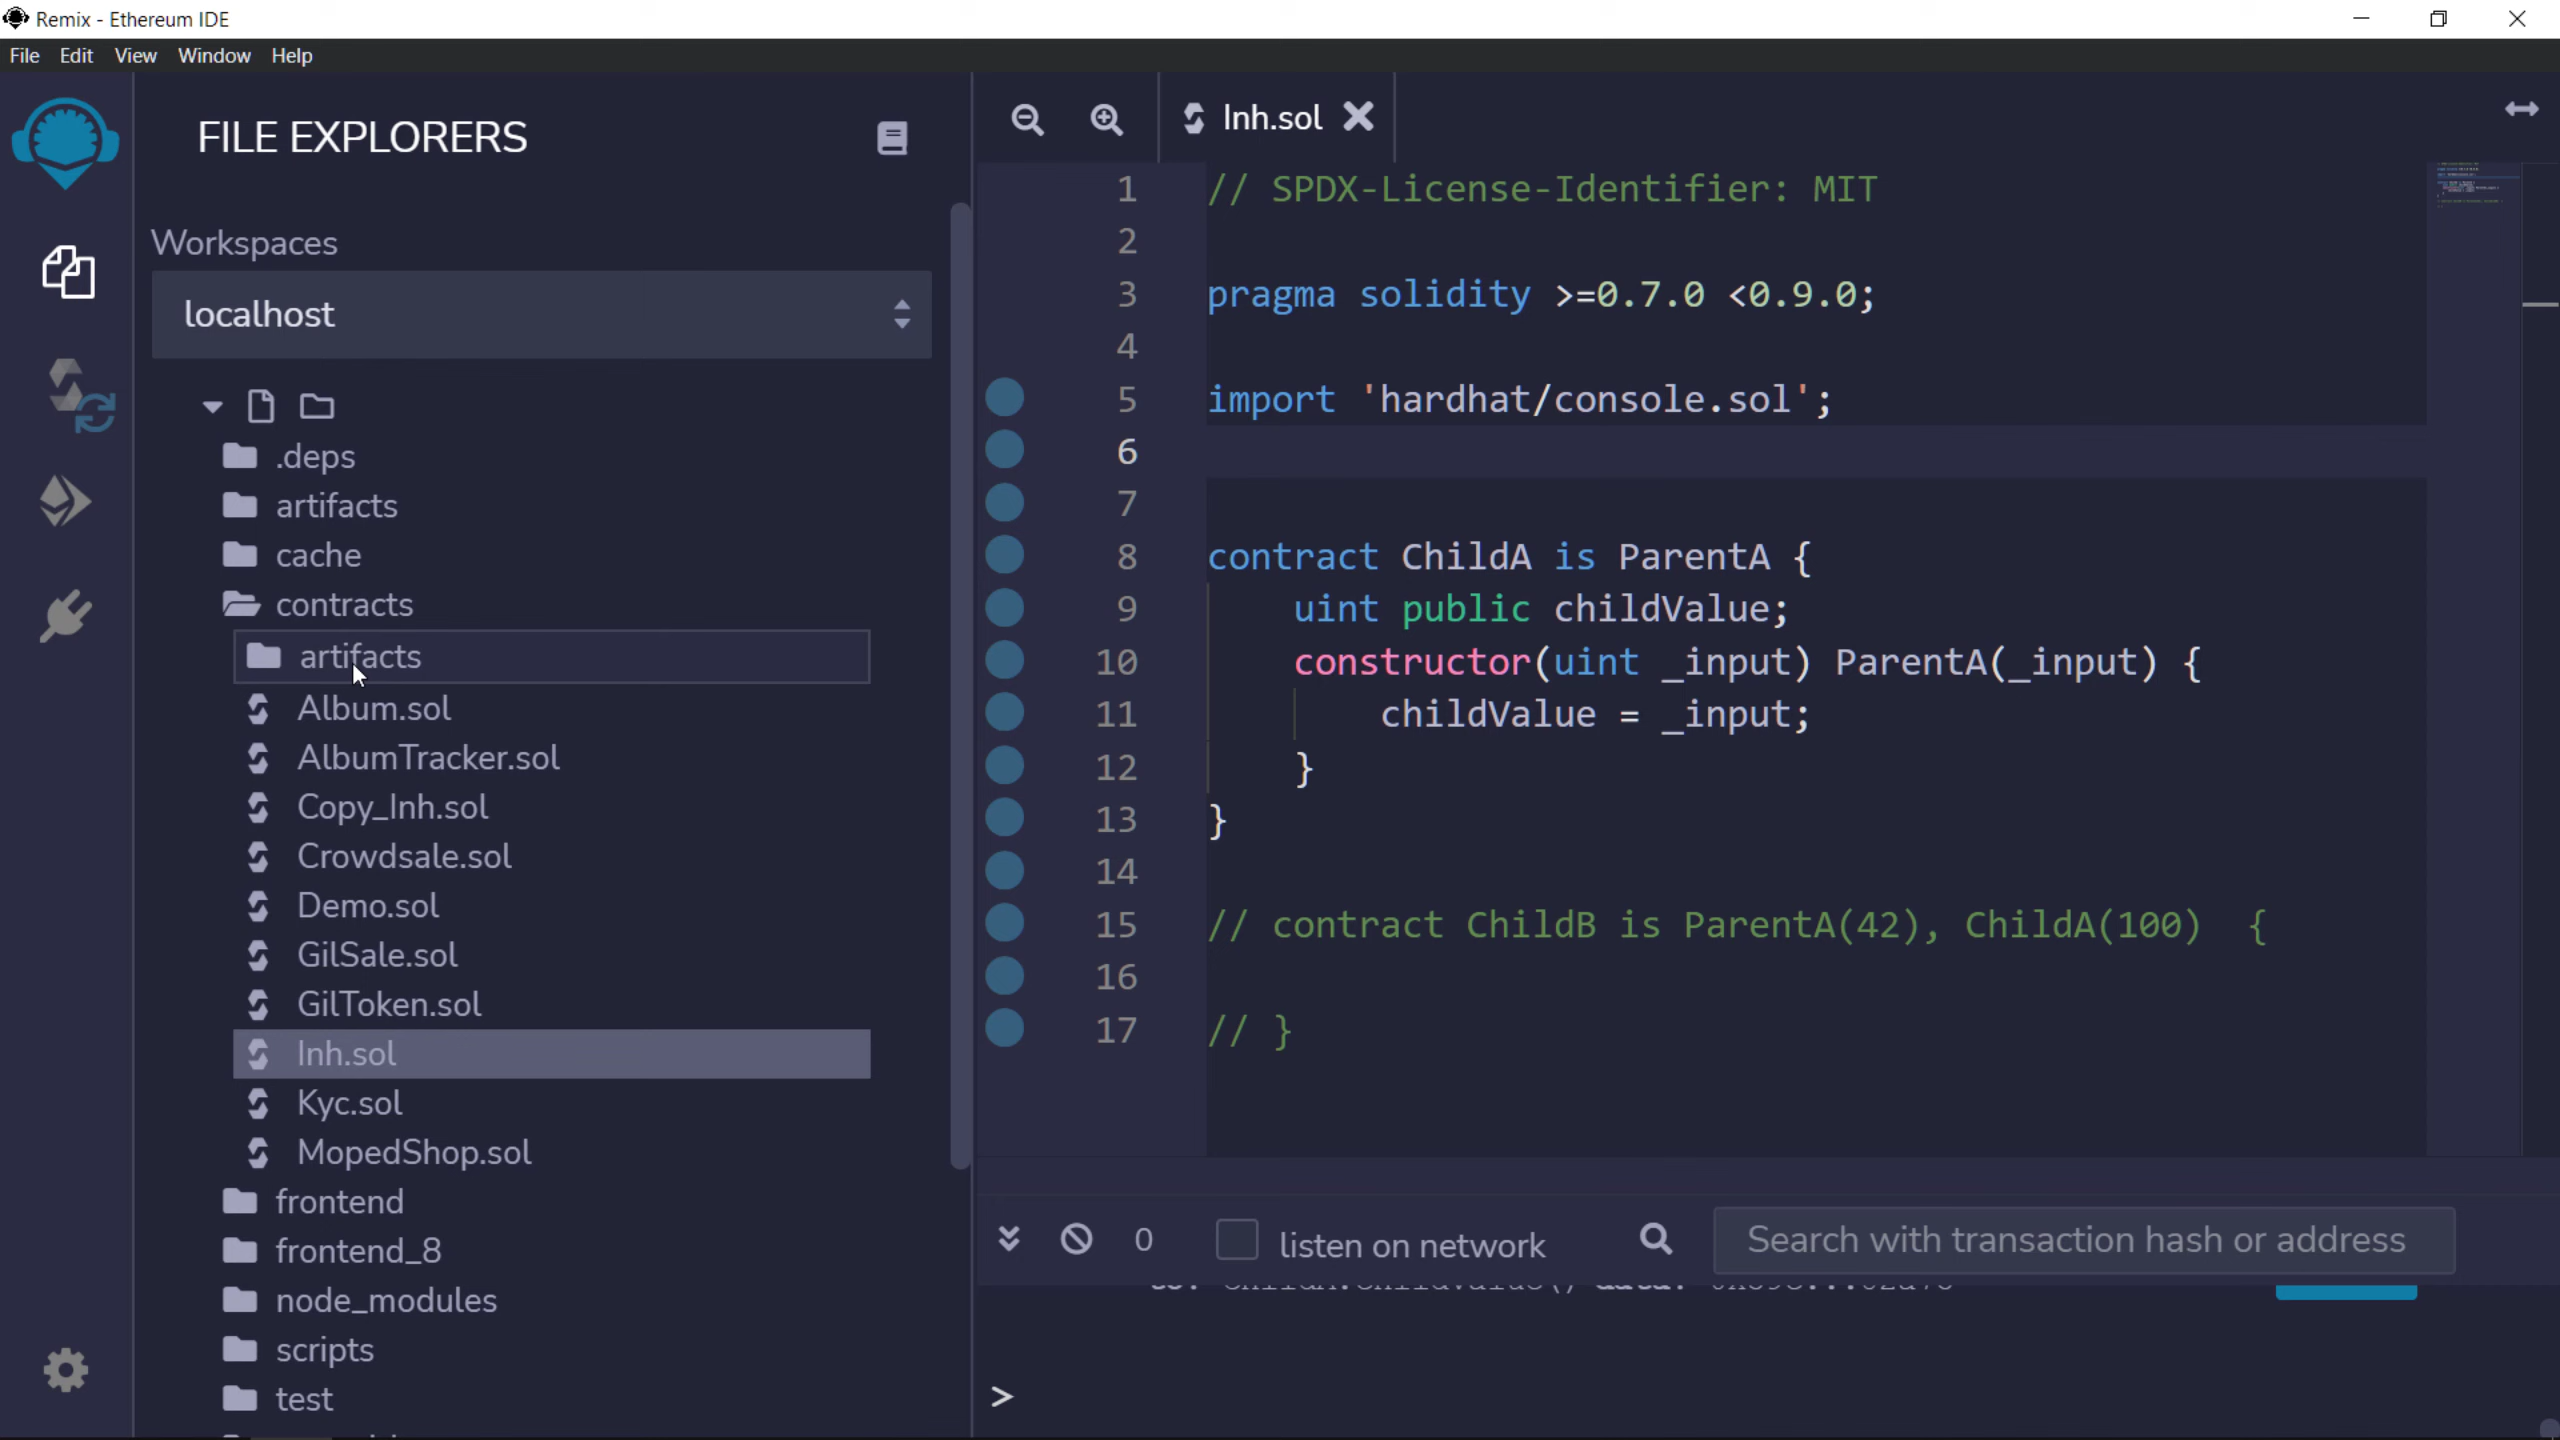 Remix - Ethereum IDE
File Edit View Window Help
FILE EXPLORERS
Workspaces
localhost
.deps
artifacts
cache
contracts
artifacts
Album.sol
AlbumTracker.sol
Copy_Inh.sol
Crowdsale.sol
Demo.sol
GilSale.sol
GilToken.sol
Inh.sol
Kyc.sol
MopedShop.sol
frontend
frontend_8
node_modules
scripts
test
Inh.sol
1 // SPDX-License-Identifier: MIT
2
3 pragma solidity >=0.7.0 <0.9.0;
4
5 import 'hardhat/console.sol';
6
7
8 contract ChildA is ParentA {
9 uint public childValue;
10 constructor(uint _input) ParentA(_input) {
11 childValue = _input;
12 }
13 }
14
15 // contract ChildB is ParentA(42), ChildA(100) {
16
17 // }
0 listen on network Search with transaction hash or address
>